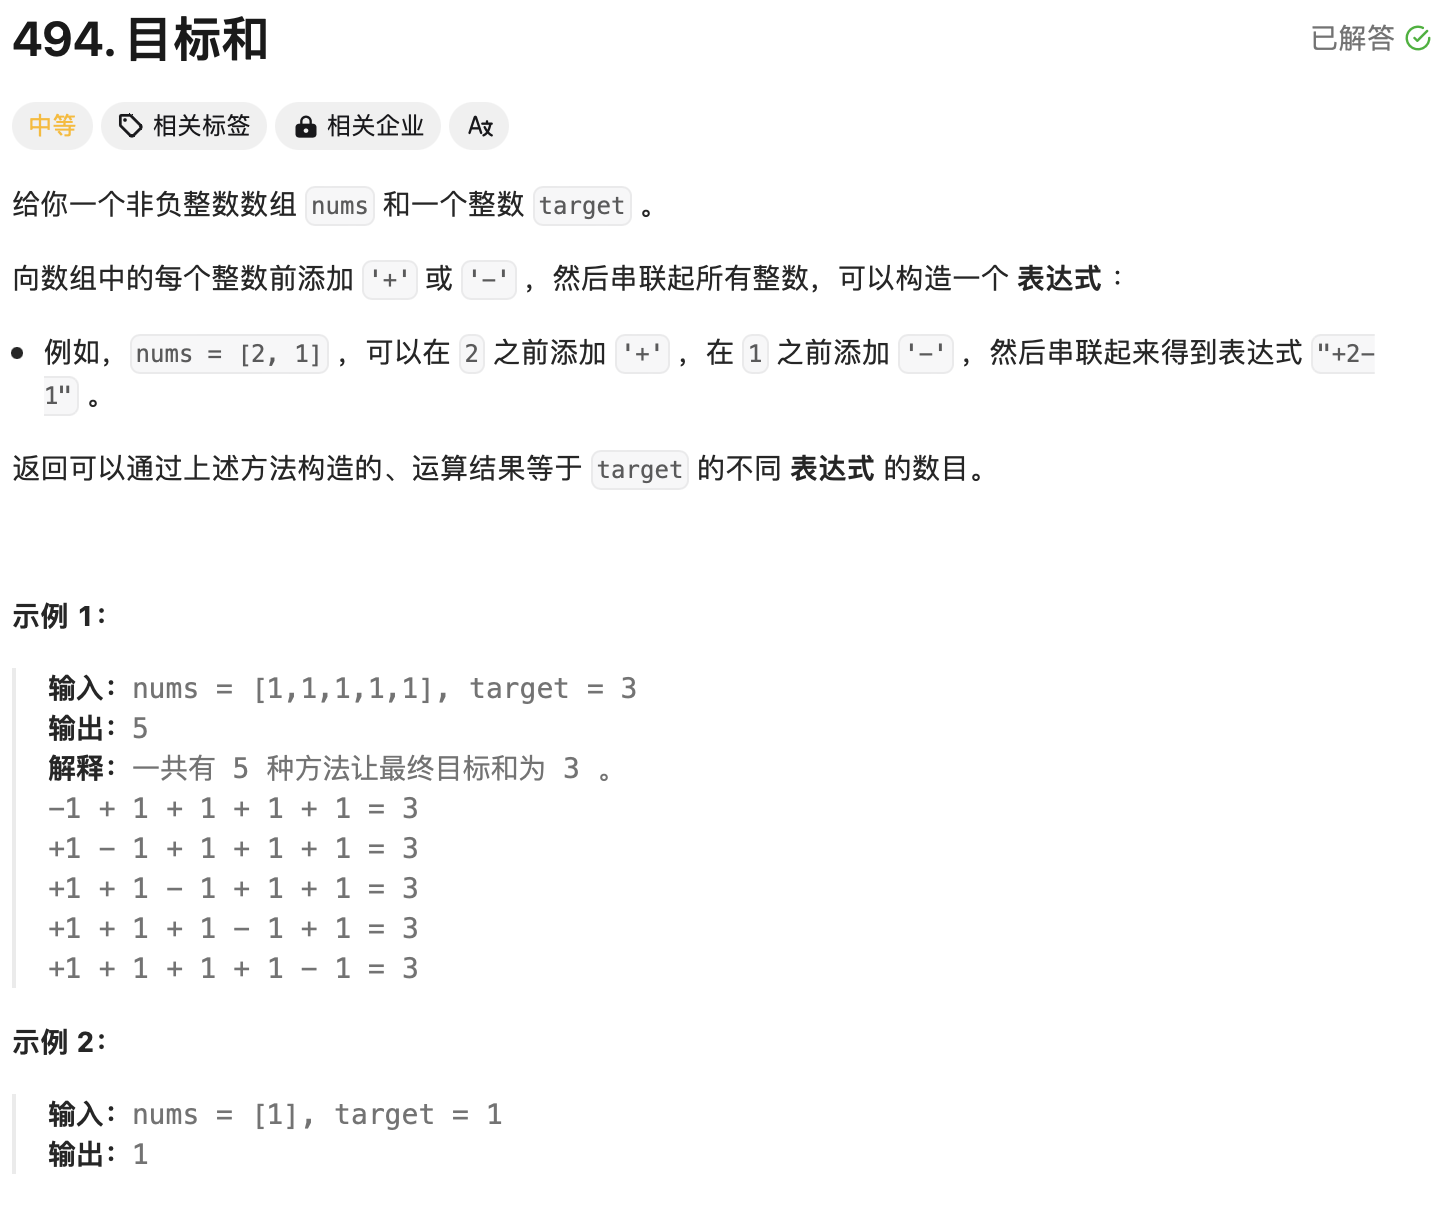 494. 目标和
已解答
中等
相关标签
相关企业
给你一个非负整数数组 nums 和一个整数 target 。
向数组中的每个整数前添加 '+' 或 '-' ，然后串联起所有整数，可以构造一个 表达式 ：
例如，nums = [2, 1] ，可以在 2 之前添加 '+' ，在 1 之前添加 '-' ，然后串联起来得到表达式 "+2-
1" 。
返回可以通过上述方法构造的、运算结果等于 target 的不同 表达式 的数目。
示例 1：
输入：nums = [1,1,1,1,1], target = 3
输出：5
解释：一共有 5 种方法让最终目标和为 3 。
-1 + 1 + 1 + 1 + 1 = 3
+1 - 1 + 1 + 1 + 1 = 3
+1 + 1 - 1 + 1 + 1 = 3
+1 + 1 + 1 - 1 + 1 = 3
+1 + 1 + 1 + 1 - 1 = 3
示例 2：
输入：nums = [1], target = 1
输出：1